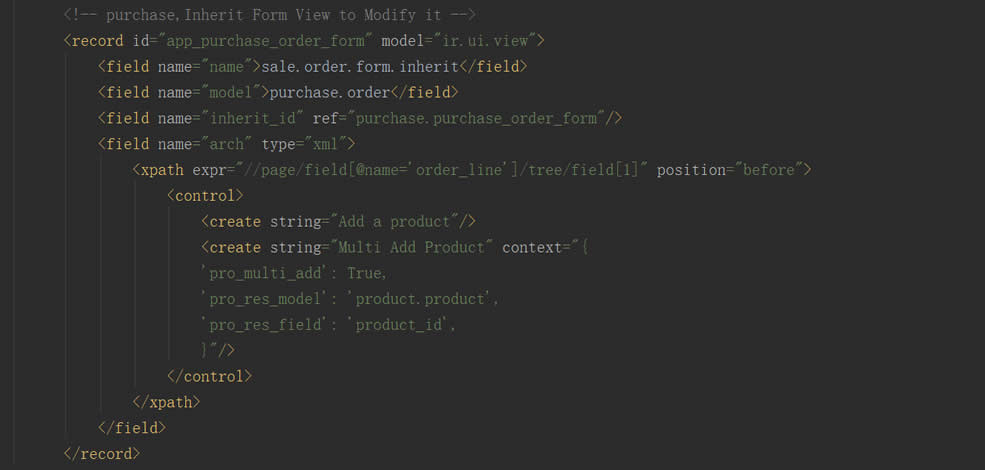 <!-- purchase,Inherit Form View to Modify it -->
<record id="app_purchase_order_form" model="ir.ui.view">
<field name="name">sale.order.form.inherit</field>
<field name="model">purchase.order</field>
<field name="inherit_id" ref="purchase.purchase_order_form"/>
<field name="arch" type="xml">
<xpath expr="//page/field[@name='order_line']/tree/field[1]" position="before">
<control>
<create string="Add a product"/>
<create string="Multi Add Product" context="{
'pro_multi_add': True,
'pro_res_model': 'product.product',
'pro_res_field': 'product_id',
}"/>
</control>
</xpath>
</field>
</record>